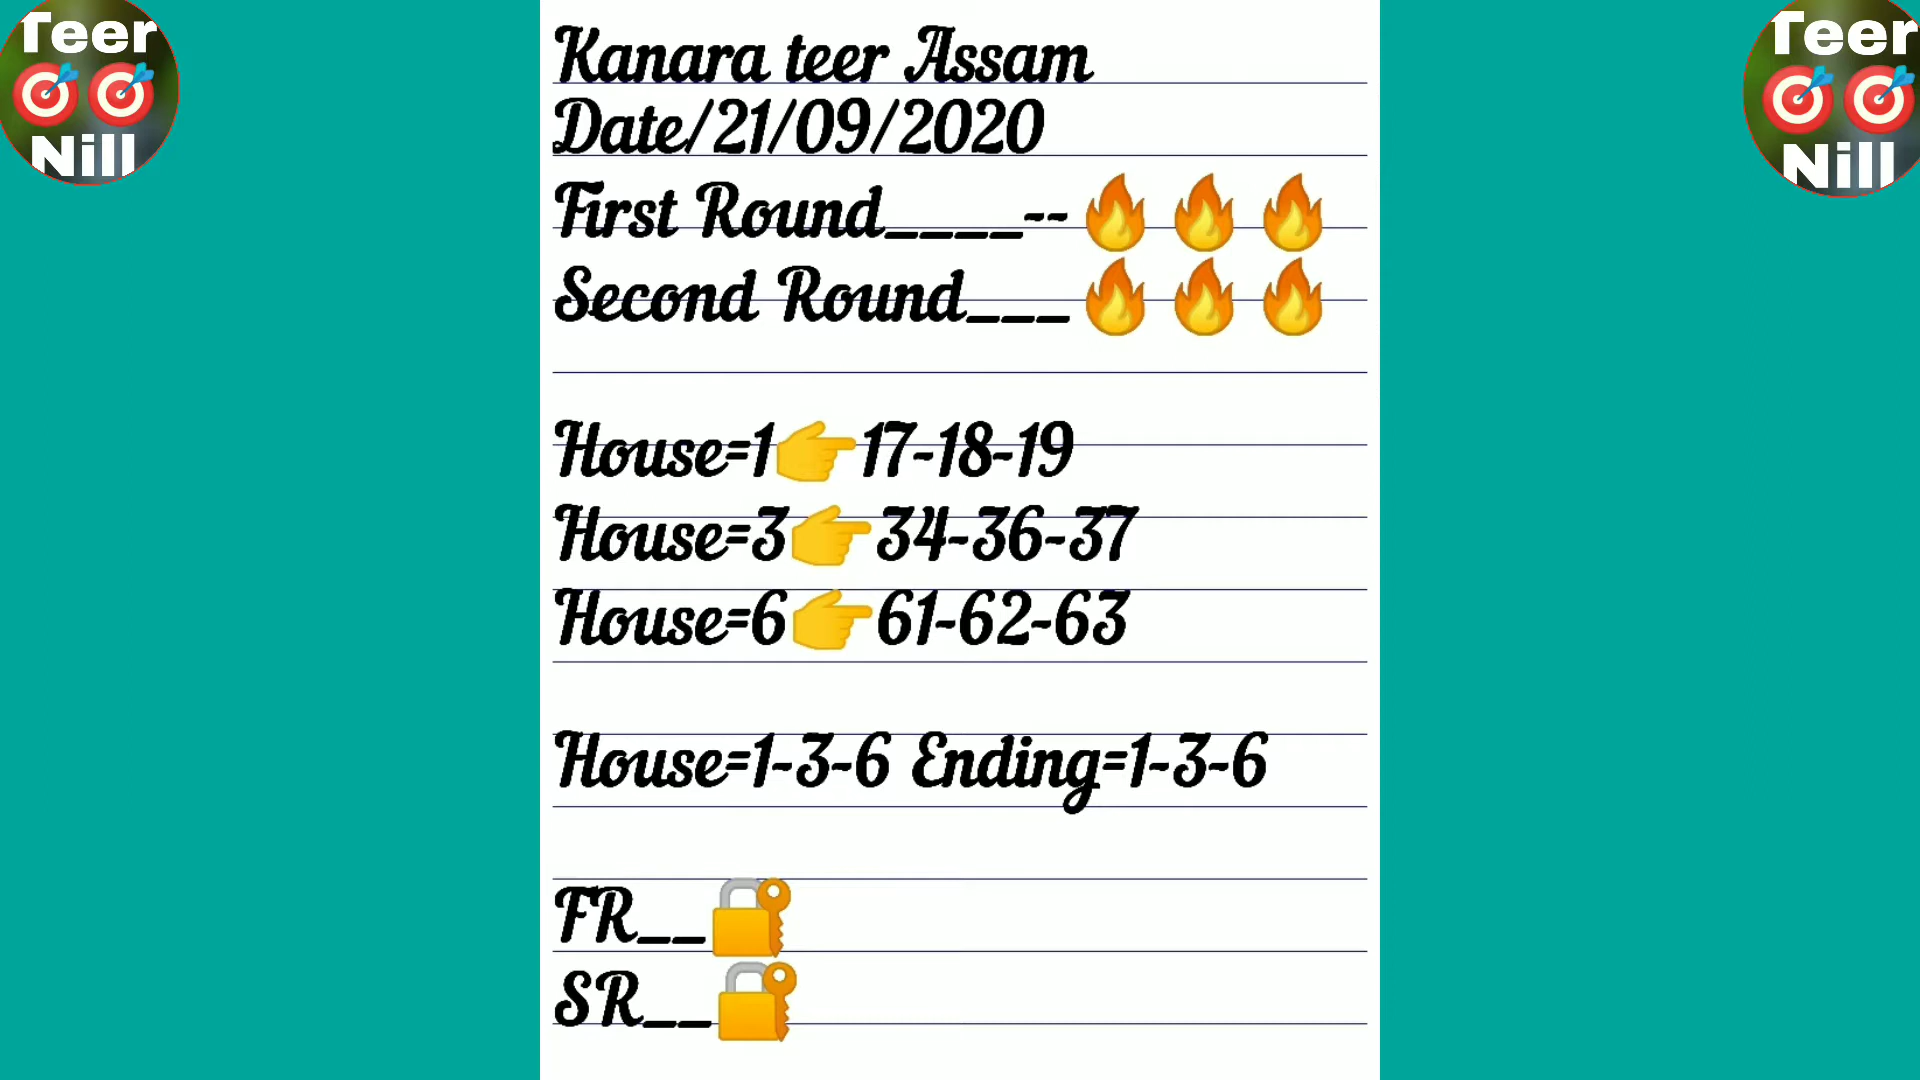 Teer
Nill
Teer
Nill
Kanara teer Assam
Date/21/09/2020
First Round____--🔥🔥🔥
Second Round___🔥🔥🔥
House=1👉17-18-19
House=3👉34-36-37
House=6👉61-62-63
House=1-3-6 Ending=1-3-6
FR__🔐
SR__🔐